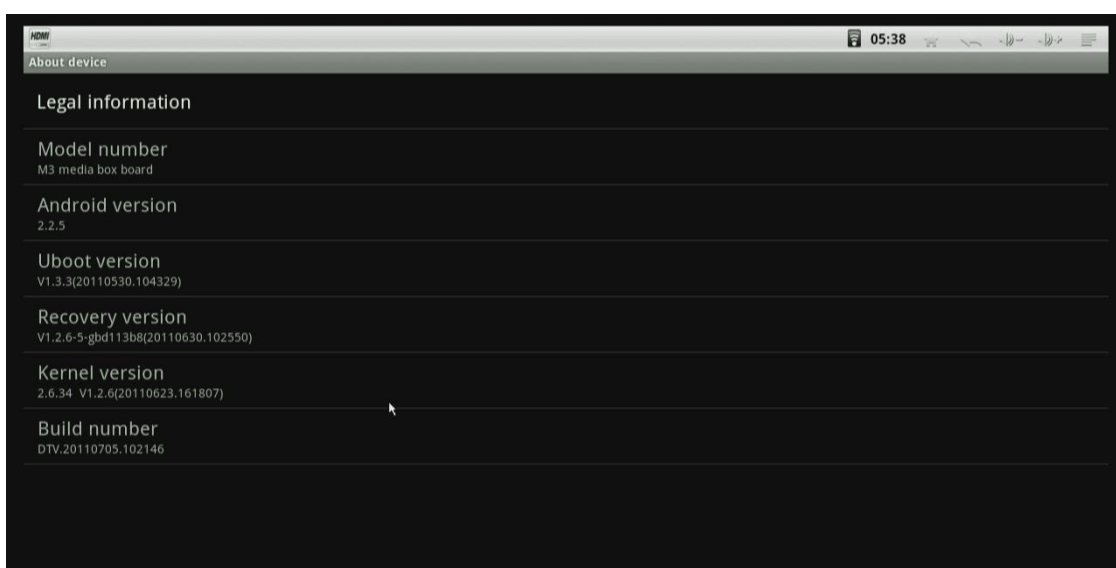 HDMI
05:38
About device
Legal information
Model number
M3 media box board
Android version
2.2.5
Uboot version
V1.3.3(20110530.104329)
Recovery version
V1.2.6-5-gbd113b8(20110630.102550)
Kernel version
2.6.34 V1.2.6(20110623.161807)
Build number
DTV.20110705.102146